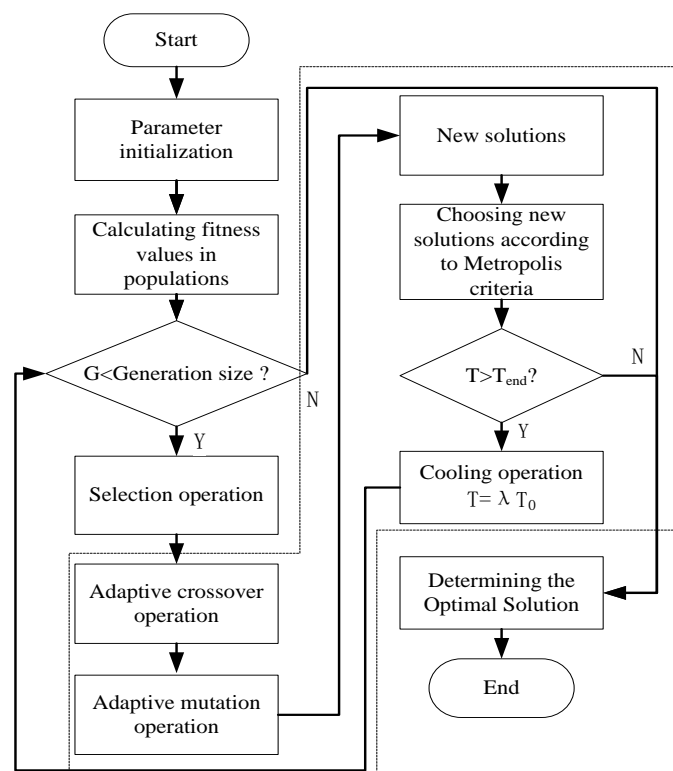 Start
Parameter
initialization
Calculating fitness
values in
populations
G<Generation size ?
N
Y
Selection operation
Adaptive crossover
operation
Adaptive mutation
operation
New solutions
Choosing new
solutions according
to Metropolis
criteria
T>Tend?
N
Y
Cooling operation
T= λ T0
Determining the
Optimal Solution
End